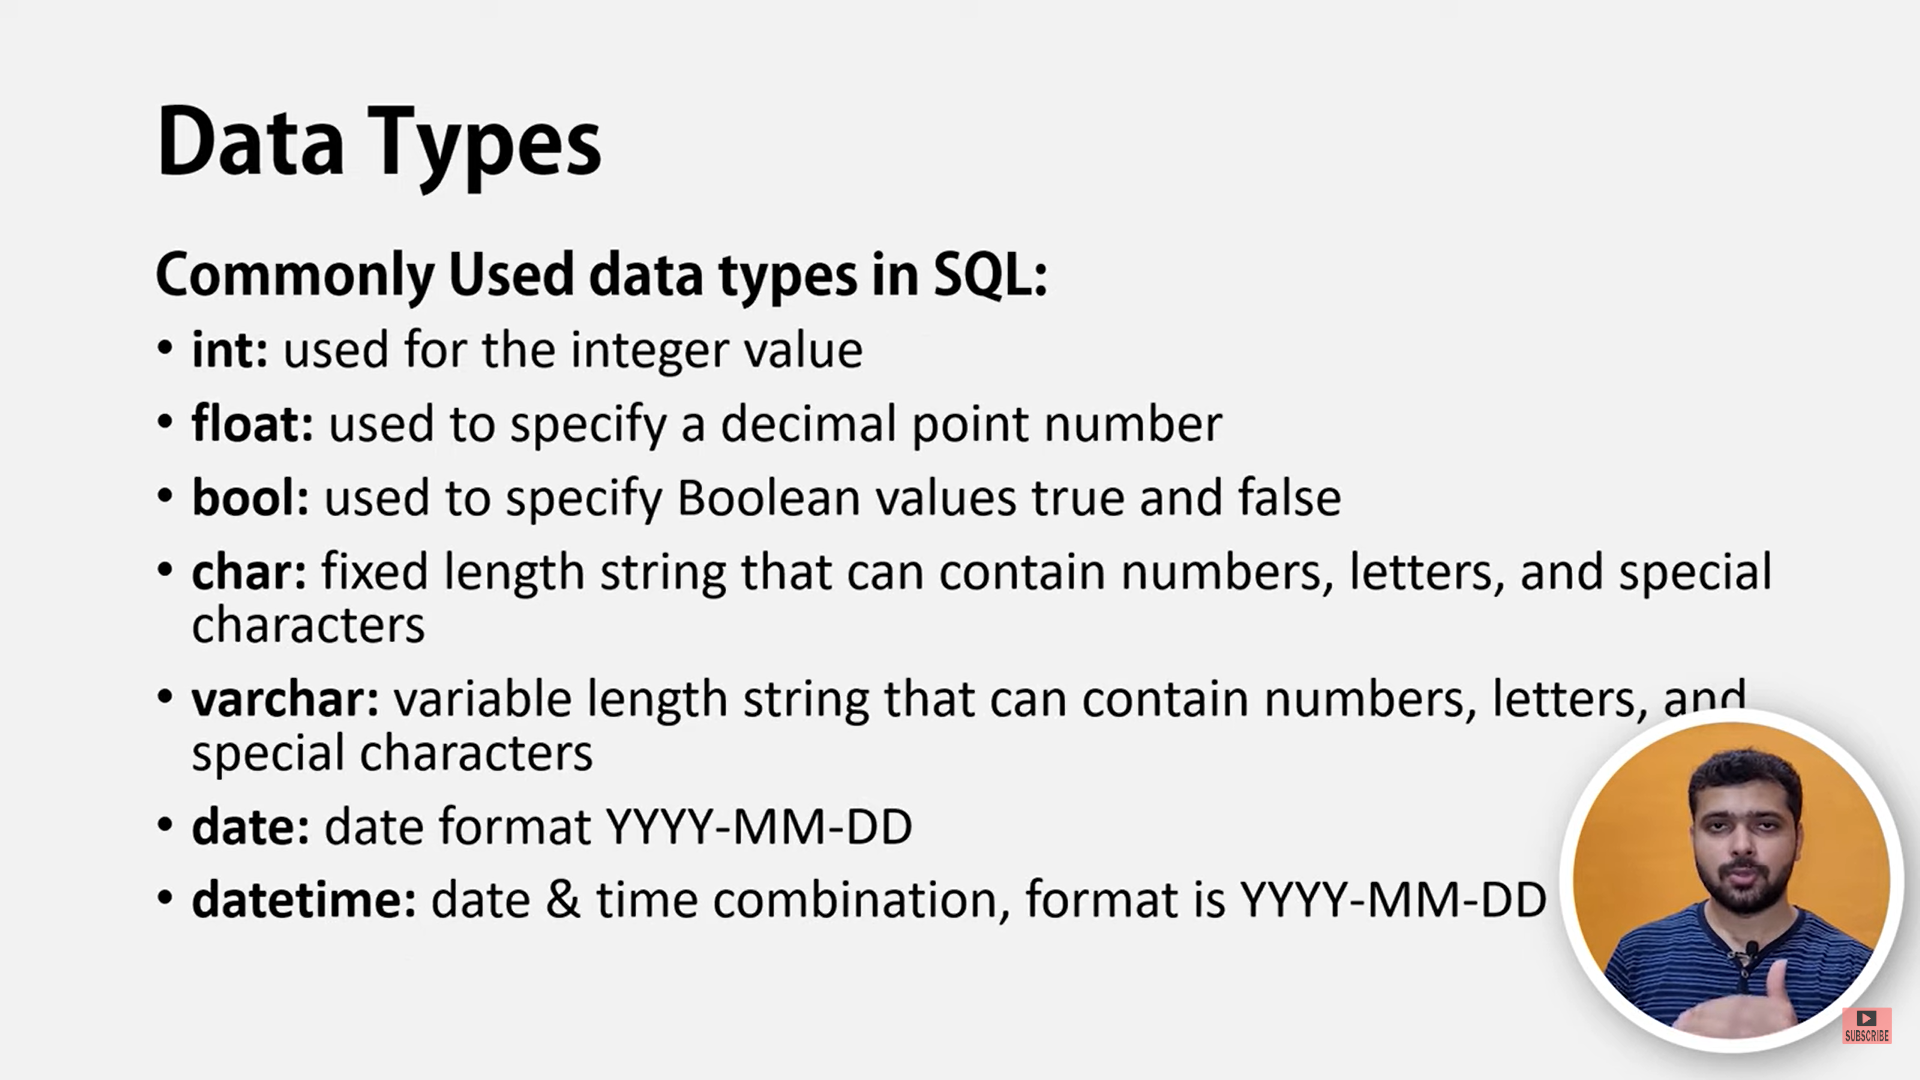 Data Types
Commonly Used data types in SQL:
• int: used for the integer value
• float: used to specify a decimal point number
• bool: used to specify Boolean values true and false
• char: fixed length string that can contain numbers, letters, and special
characters
• varchar: variable length string that can contain numbers, letters, and
special characters
• date: date format YYYY-MM-DD
• datetime: date & time combination, format is YYYY-MM-DD
SUBSCRIBE